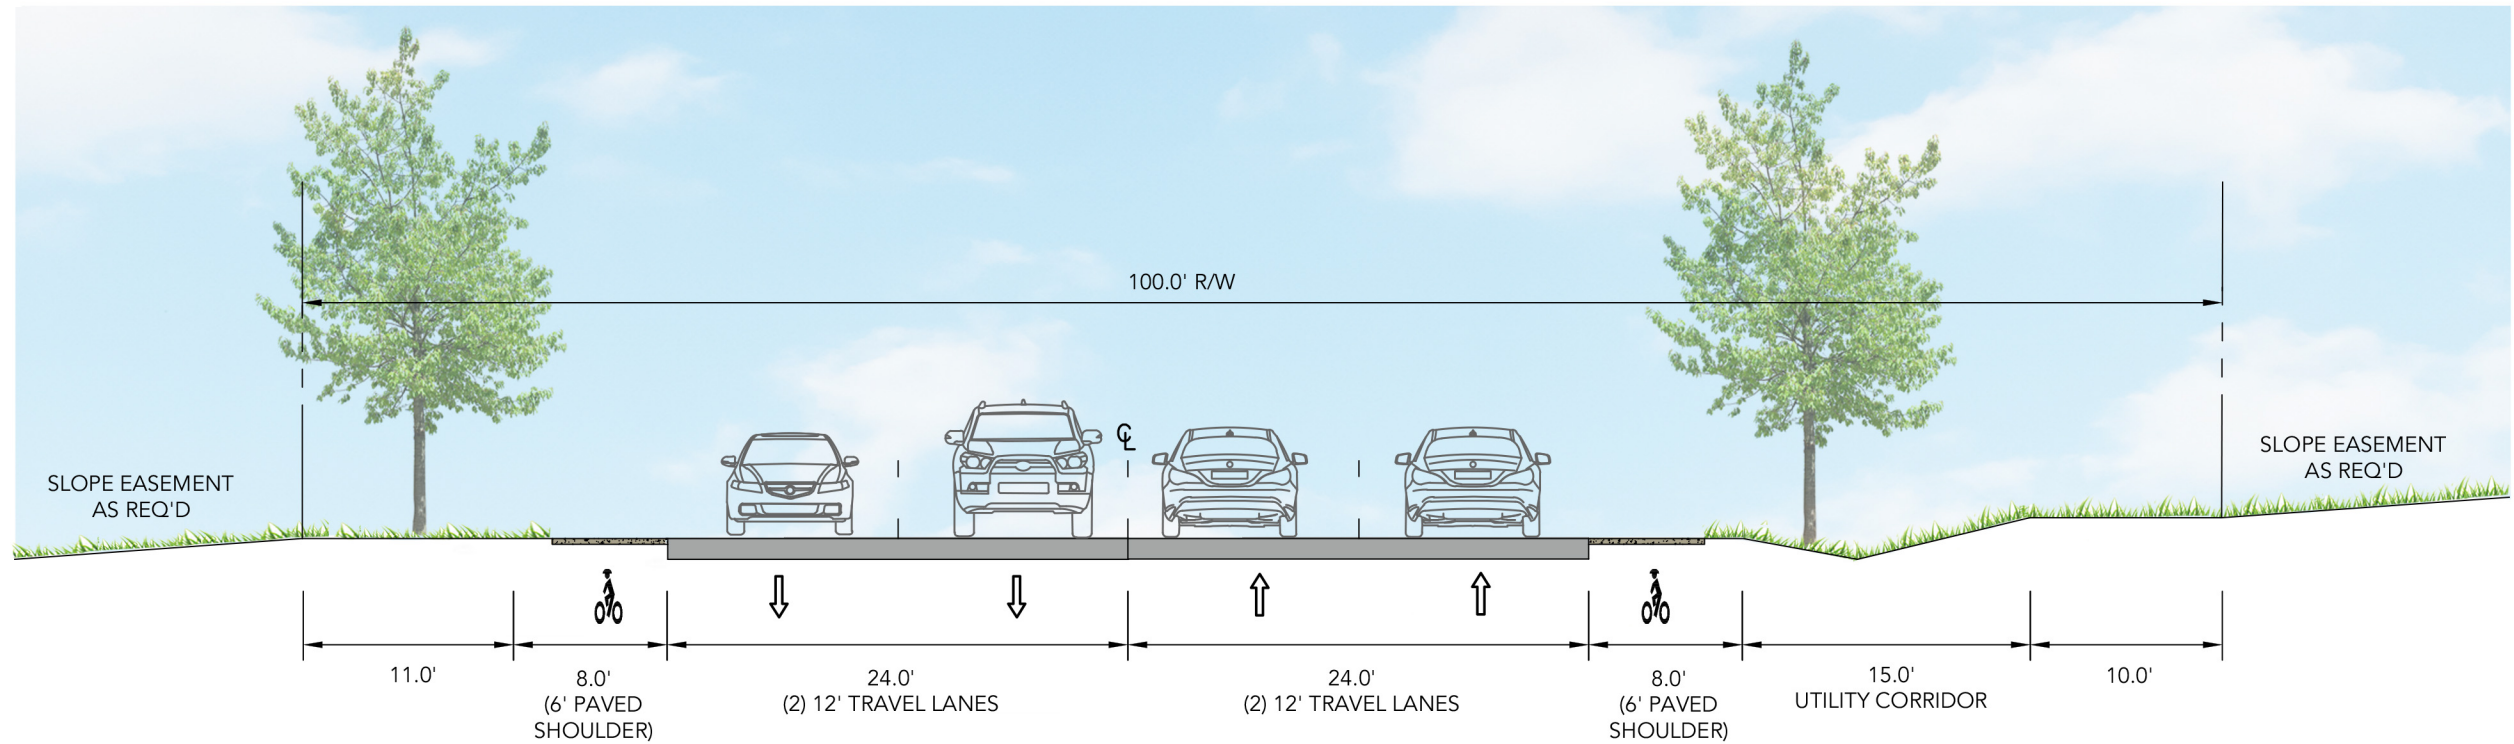 100.0' R/W
℄
SLOPE EASEMENT
AS REQ'D
SLOPE EASEMENT
AS REQ'D
11.0'
8.0'
(6' PAVED
SHOULDER)
24.0'
(2) 12' TRAVEL LANES
24.0'
(2) 12' TRAVEL LANES
8.0'
(6' PAVED
SHOULDER)
15.0'
UTILITY CORRIDOR
10.0'